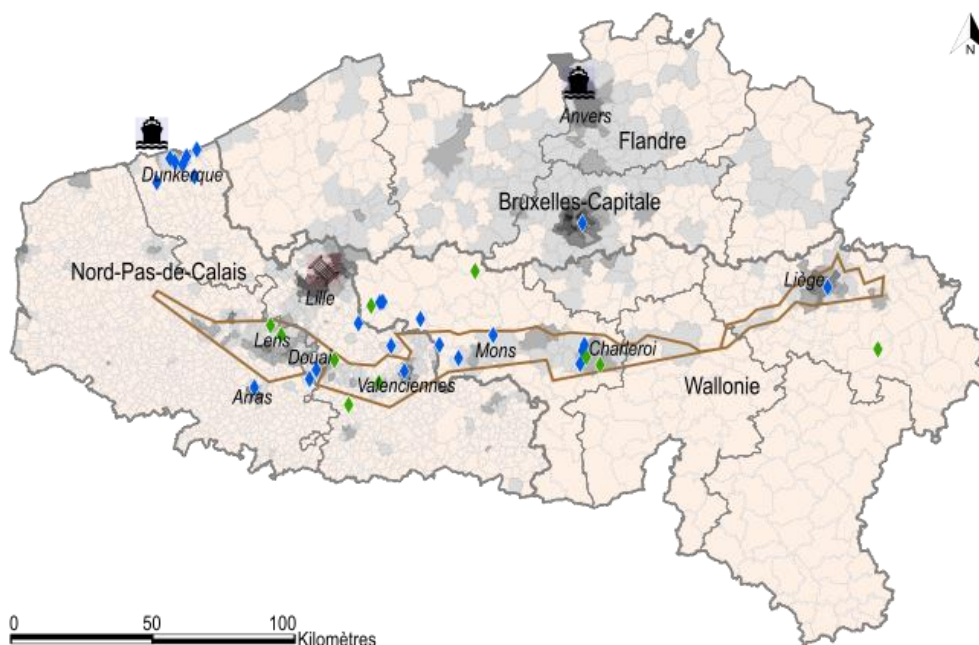 N
Anvers
Flandre
Dunkerque
Bruxelles-Capitale
Nord-Pas-de-Calais
Lille
Liège
Lens
Douai
Mons
Charleroi
Valenciennes
Arras
Wallonie
0 50 100
Kilomètres